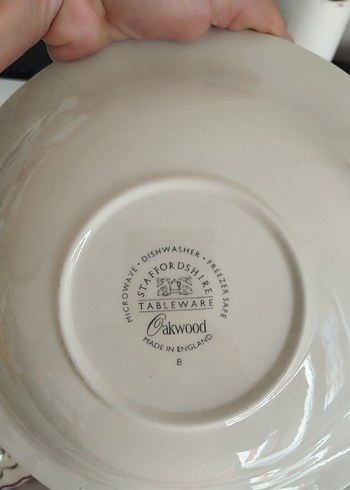 MICROWAVE · DISHWASHER · FREEZER SAFE
STAFFORDSHIRE
TABLEWARE
Oakwood
MADE IN ENGLAND
B